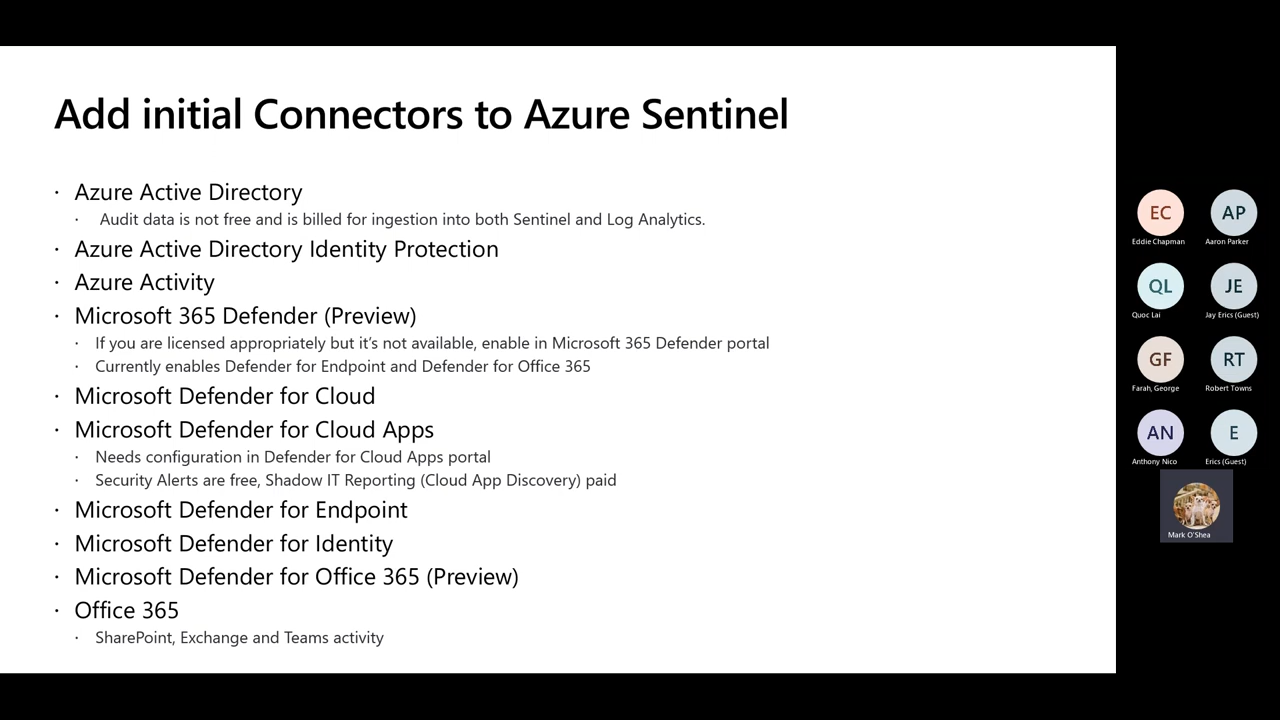 Add initial Connectors to Azure Sentinel
· Azure Active Directory
· Audit data is not free and is billed for ingestion into both Sentinel and Log Analytics.
· Azure Active Directory Identity Protection
· Azure Activity
· Microsoft 365 Defender (Preview)
· If you are licensed appropriately but it's not available, enable in Microsoft 365 Defender portal
· Currently enables Defender for Endpoint and Defender for Office 365
· Microsoft Defender for Cloud
· Microsoft Defender for Cloud Apps
· Needs configuration in Defender for Cloud Apps portal
· Security Alerts are free, Shadow IT Reporting (Cloud App Discovery) paid
· Microsoft Defender for Endpoint
· Microsoft Defender for Identity
· Microsoft Defender for Office 365 (Preview)
· Office 365
· SharePoint, Exchange and Teams activity
EC AP
Eddie Chapman Aaron Parker
QL JE
Quoc Lai Jay Erics (Guest)
GF RT
Farah, George Robert Towns
AN E
Anthony Nico Erics (Guest)
Mark O'Shea